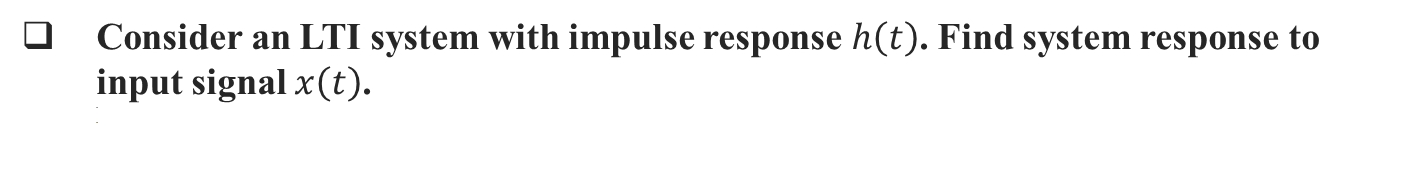 ❑ Consider an LTI system with impulse response h(t). Find system response to
input signal x(t).